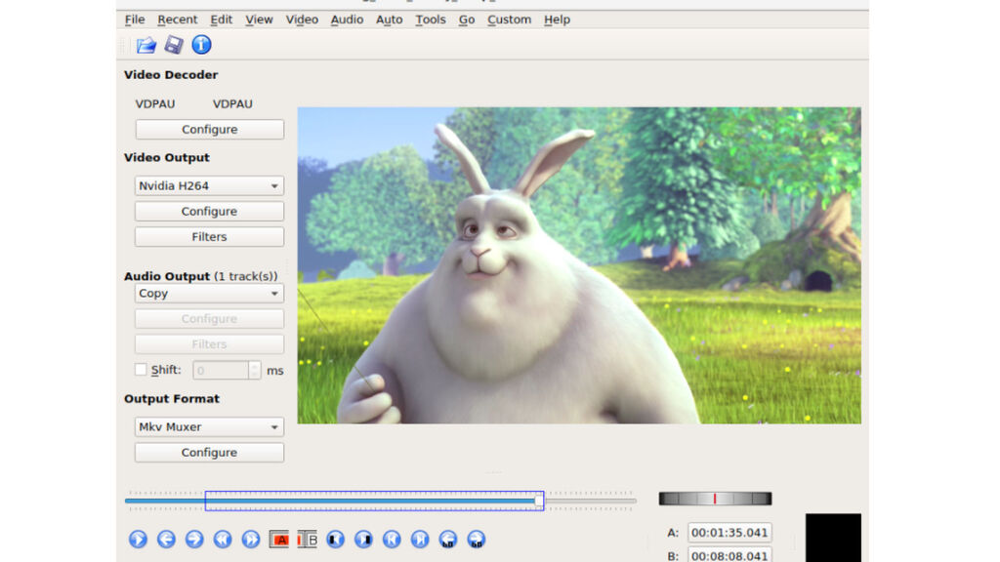 File Recent Edit View Video Audio Auto Tools Go Custom Help
Video Decoder
VDPAU VDPAU
Configure
Video Output
Nvidia H264
Configure
Filters
Audio Output (1 track(s))
Copy
Configure
Filters
Shift: 0 ms
Output Format
Mkv Muxer
Configure
A B
A: 00:01:35.041
B: 00:08:08.041